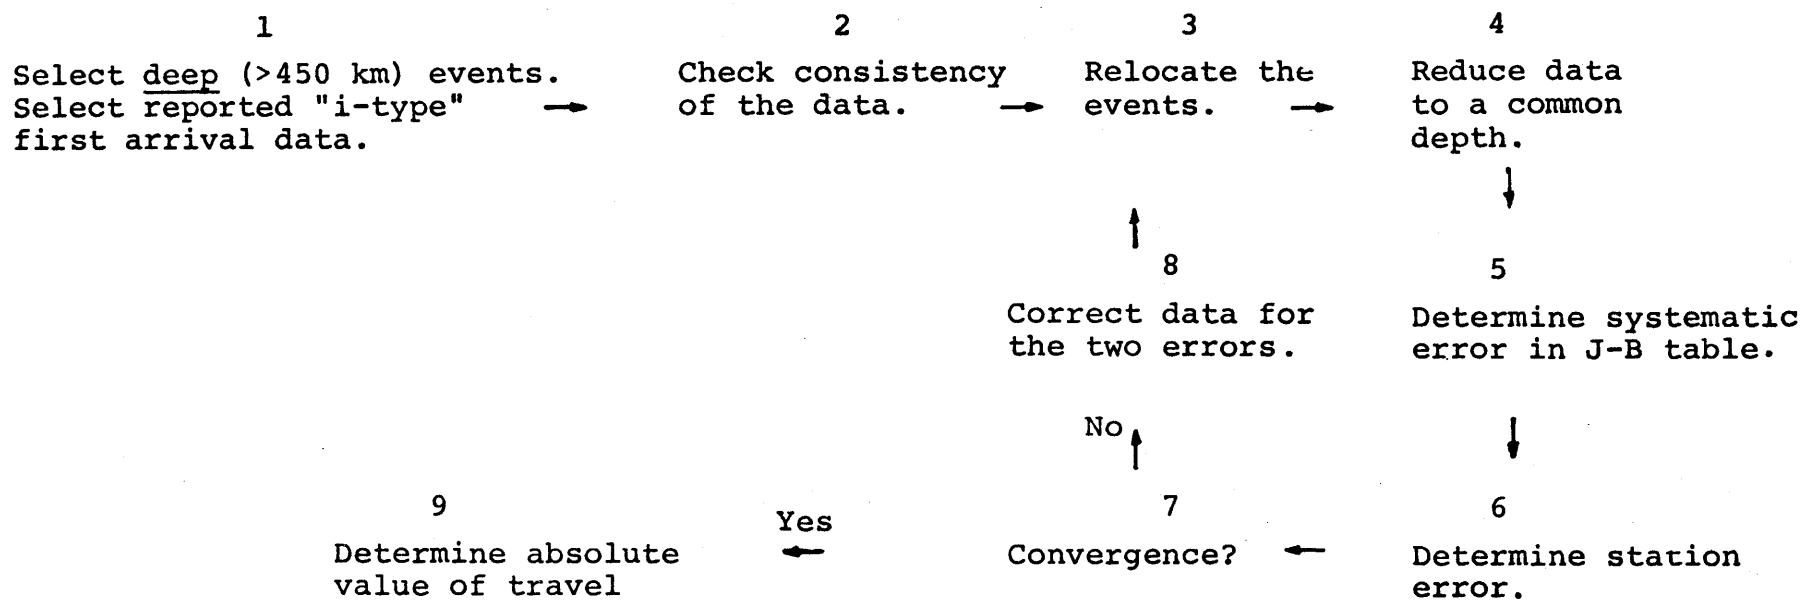 1
Select deep (>450 km) events.
Select reported "i-type"
first arrival data.
2
Check consistency
of the data.
3
Relocate the
events.
4
Reduce data
to a common
depth.
5
Determine systematic
error in J-B table.
6
Determine station
error.
7
Convergence?
No
8
Correct data for
the two errors.
Yes
9
Determine absolute
value of travel